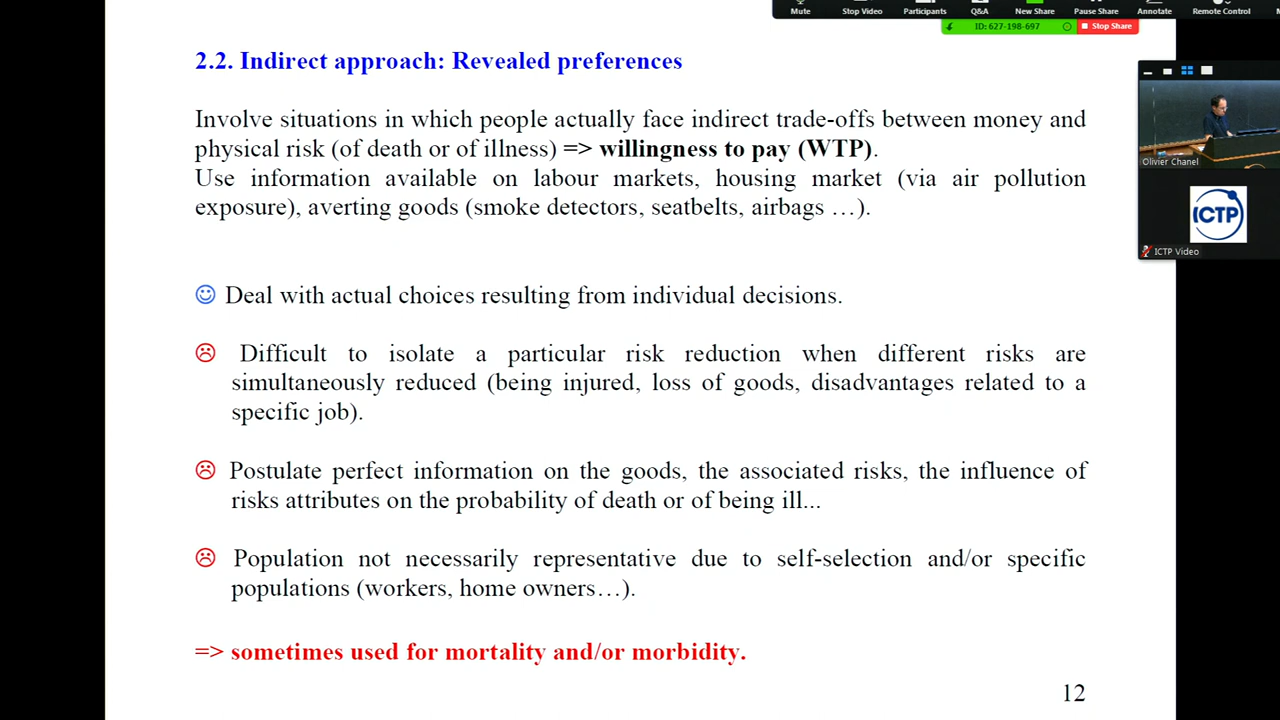 Mute Stop Video Participants Q&A New Share Pause Share Annotate Remote Control
ID: 627-198-697 Stop Share
2.2. Indirect approach: Revealed preferences
Involve situations in which people actually face indirect trade-offs between money and
physical risk (of death or of illness) => willingness to pay (WTP).
Use information available on labour markets, housing market (via air pollution
exposure), averting goods (smoke detectors, seatbelts, airbags …).
Olivier Chanel
ICTP
ICTP Video
Deal with actual choices resulting from individual decisions.
Difficult to isolate a particular risk reduction when different risks are
simultaneously reduced (being injured, loss of goods, disadvantages related to a
specific job).
Postulate perfect information on the goods, the associated risks, the influence of
risks attributes on the probability of death or of being ill...
Population not necessarily representative due to self-selection and/or specific
populations (workers, home owners…).
=> sometimes used for mortality and/or morbidity.
12